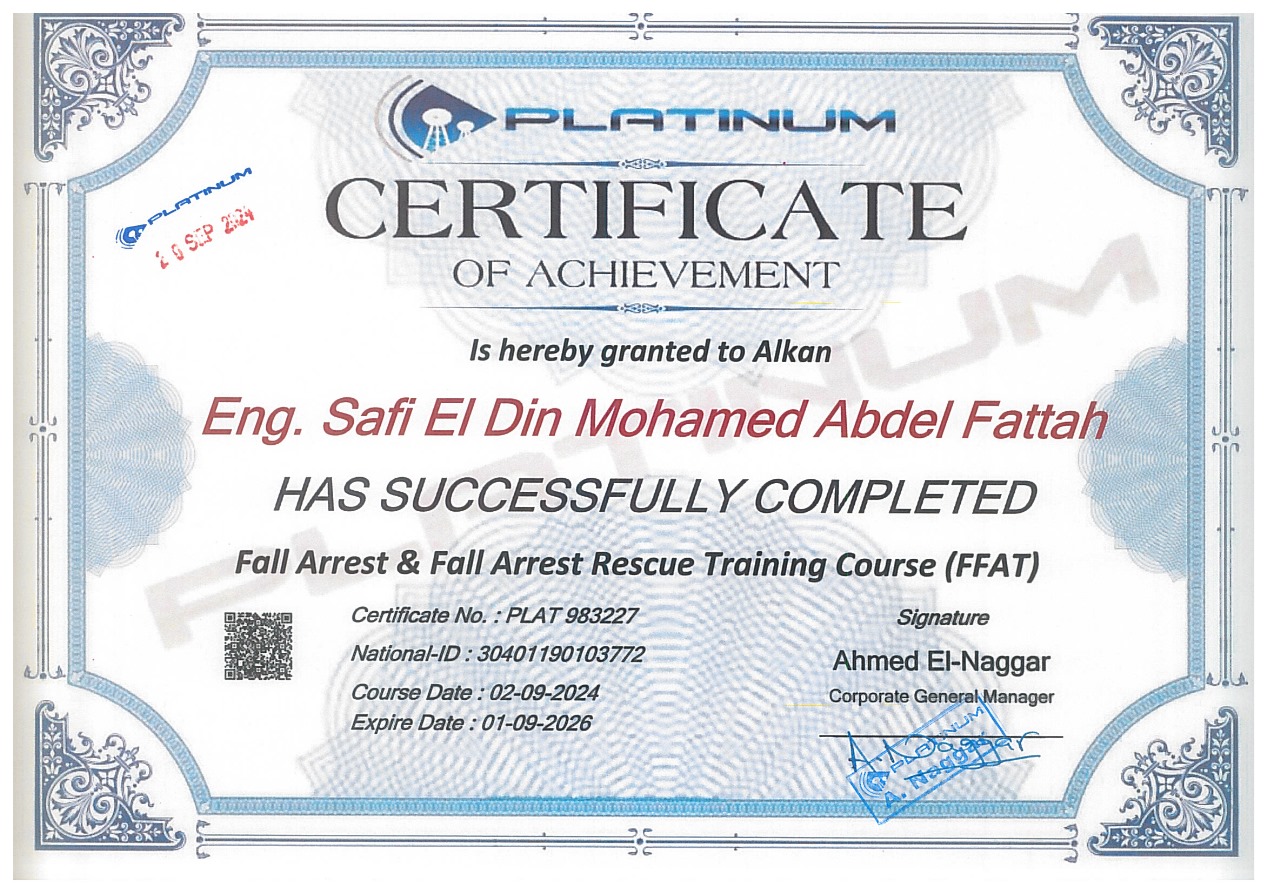 PLATINUM
CERTIFICATE
OF ACHIEVEMENT
PLATINUM
20 SEP 2024
Is hereby granted to Alkan
Eng. Safi El Din Mohamed Abdel Fattah
HAS SUCCESSFULLY COMPLETED
Fall Arrest & Fall Arrest Rescue Training Course (FFAT)
PLATINUM
Certificate No. : PLAT 983227
National-ID : 30401190103772
Course Date : 02-09-2024
Expire Date : 01-09-2026
Signature
Ahmed El-Naggar
Corporate General Manager
A. Naggar
PLATINUM
A. Naggar